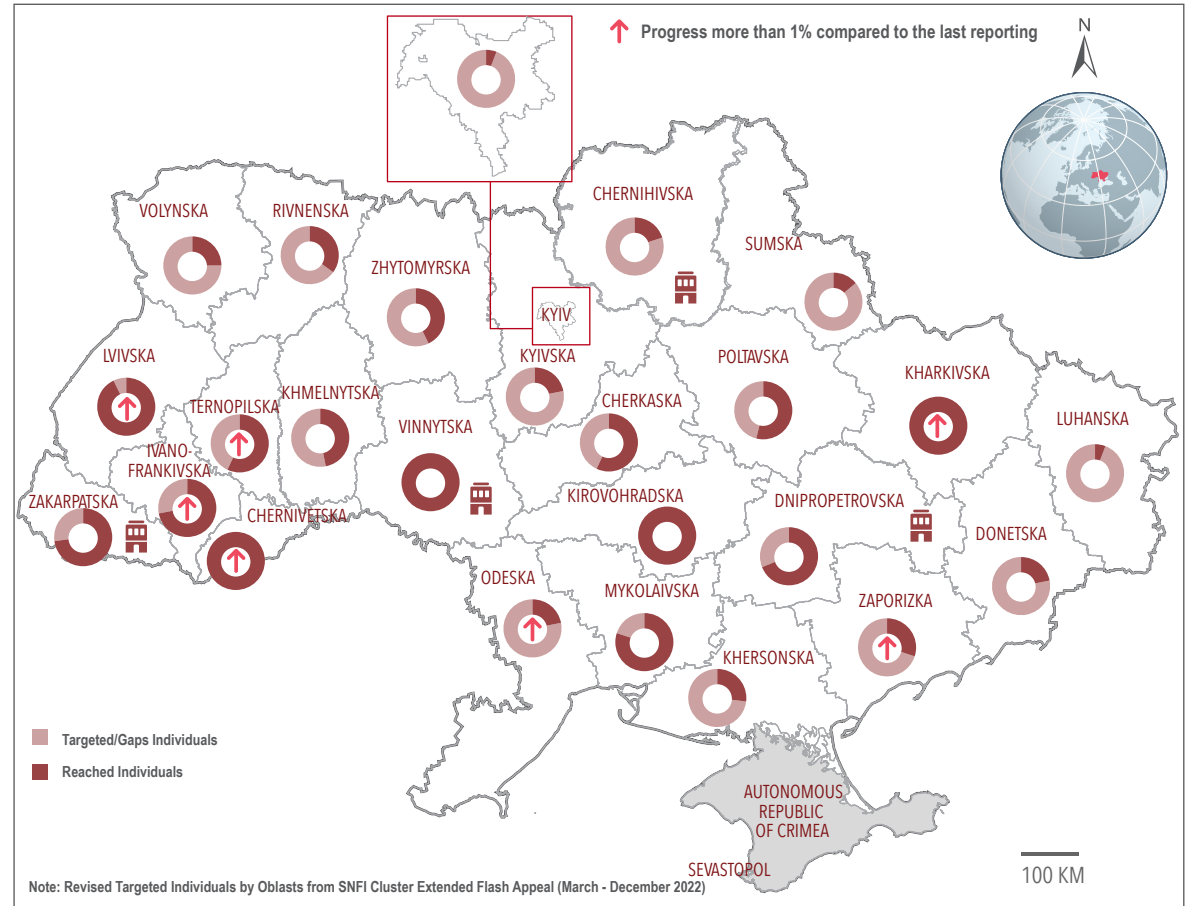 Progress more than 1% compared to the last reporting
N
CHERNIHIVSKA
VOLYNSKA
RIVNENSKA
SUMSKA
ZHYTOMYRSKA
KYIV
LVIVSKA
KYIVSKA
POLTAVSKA
KHARKIVSKA
TERNOPILSKA
KHMELNYTSKA
CHERKASKA
VINNYTSKA
LUHANSKA
IVANO-
FRANKIVSKA
ZAKARPATSKA
CHERNIVETSKA
KIROVOHRADSKA
DNIPROPETROVSKA
DONETSKA
ODESKA
MYKOLAIVSKA
ZAPORIZKA
KHERSONSKA
Targeted/Gaps Individuals
Reached Individuals
AUTONOMOUS
REPUBLIC
OF CRIMEA
SEVASTOPOL
100 KM
Note: Revised Targeted Individuals by Oblasts from SNFI Cluster Extended Flash Appeal (March - December 2022)